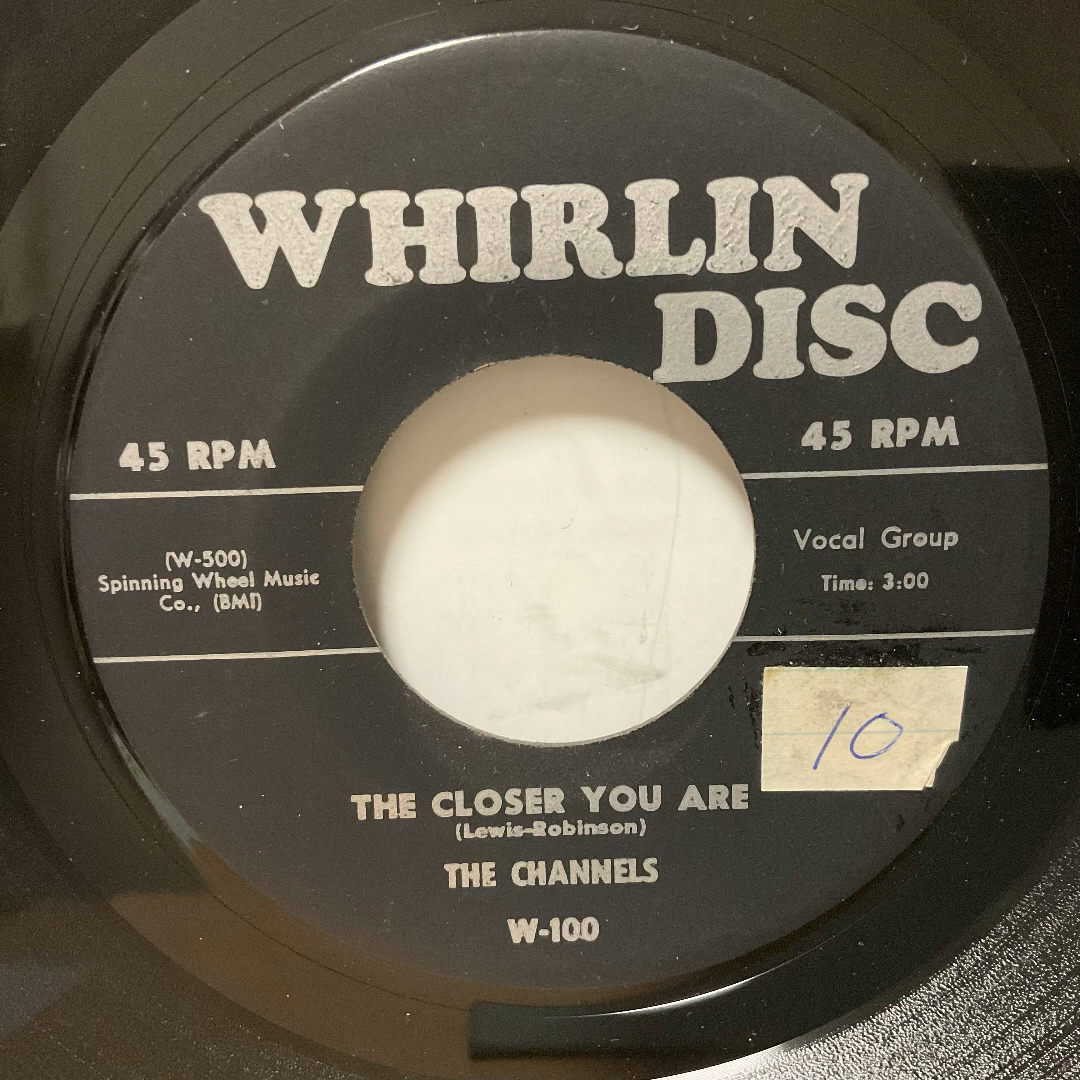 WHIRLIN
DISC
45 RPM
45 RPM
(W-500)
Spinning Wheel Music
Co., (BMI)
Vocal Group
Time: 3:00
10
THE CLOSER YOU ARE
(Lewis-Robinson)
THE CHANNELS
W-100